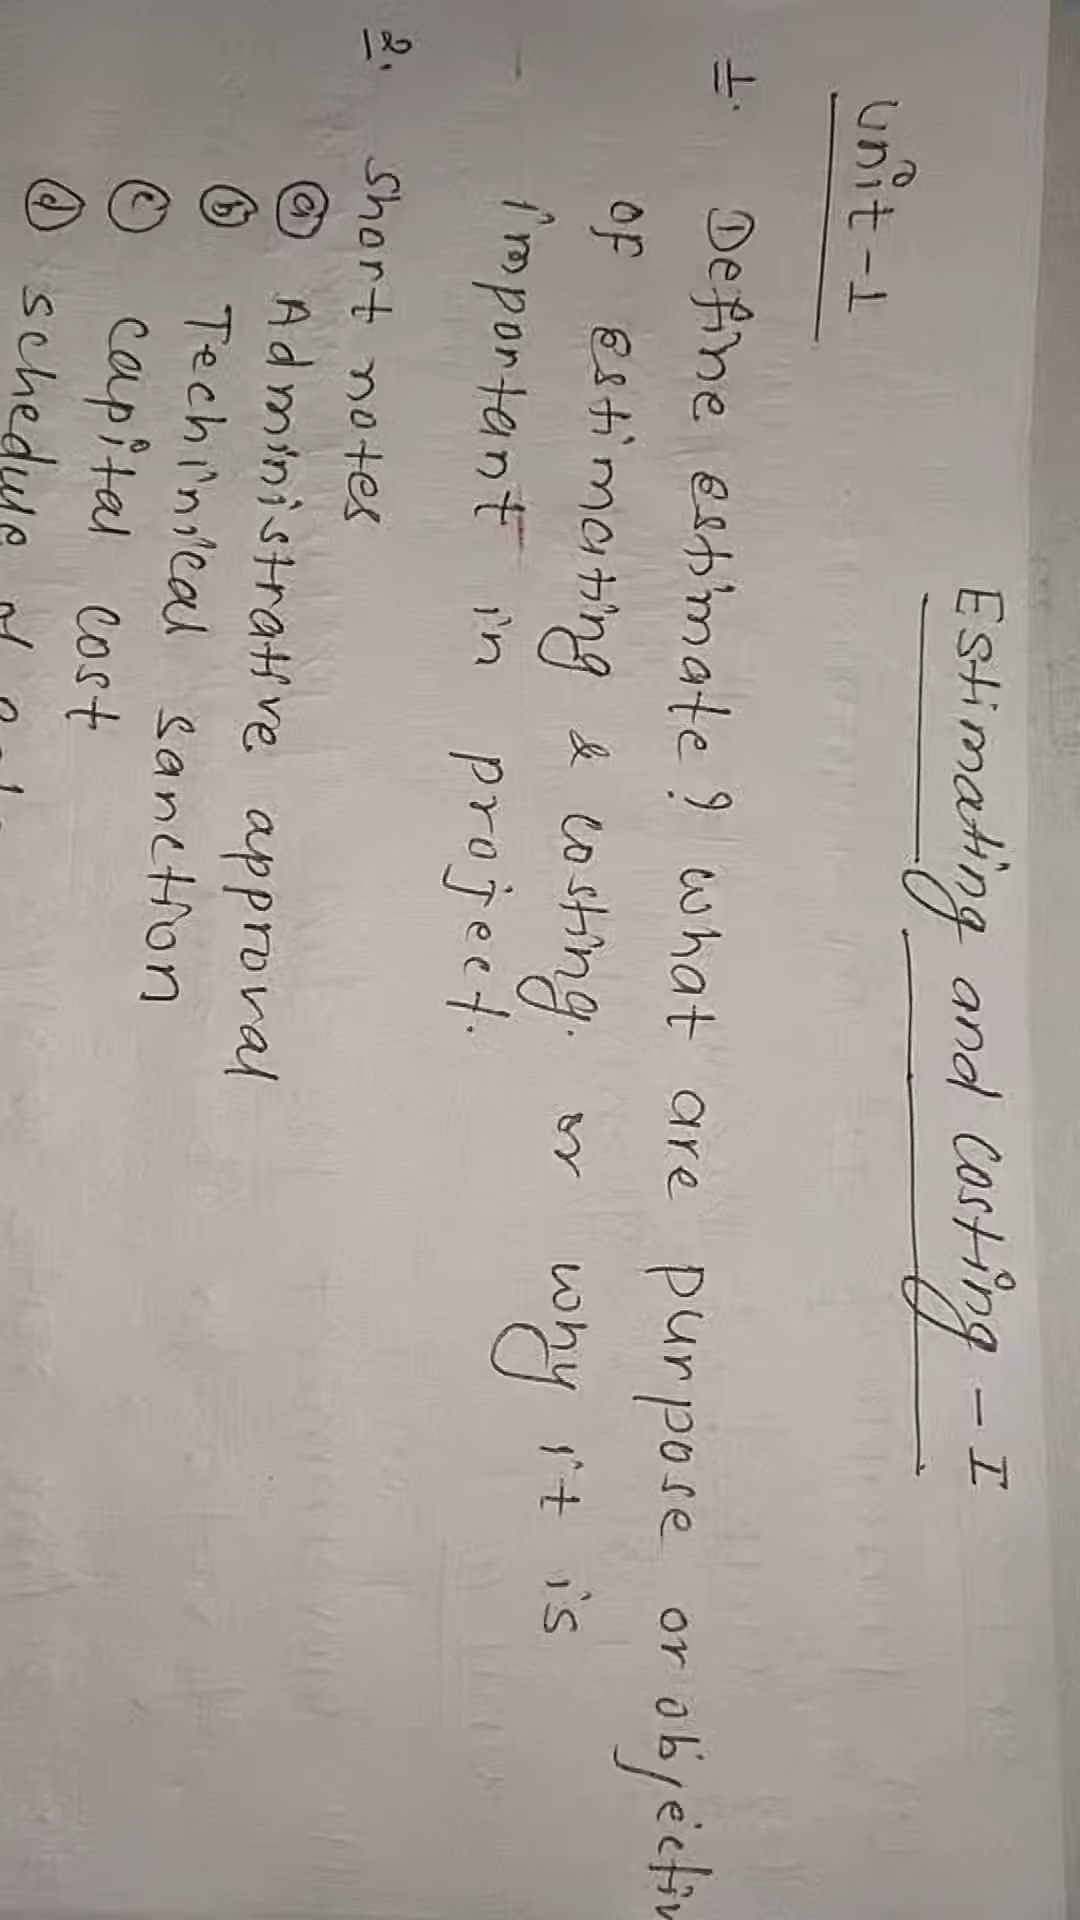 Estimating and Costing - I
Unit - 1
1. ① Define estimate? what are purpose or objectiv
of estimating & costing. or why it is
important in project.
2. Short notes
ⓐ Administrative approval
ⓑ Techinical sanction
ⓒ Capital Cost
ⓓ schedule